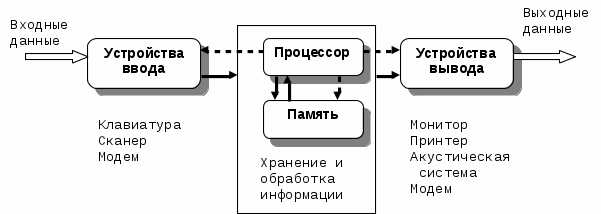 Входные
данные
Выходные
данные
Устройства
ввода
Процессор
Устройства
вывода
Память
Клавиатура
Сканер
Модем
Хранение и
обработка
информации
Монитор
Принтер
Акустическая
система
Модем